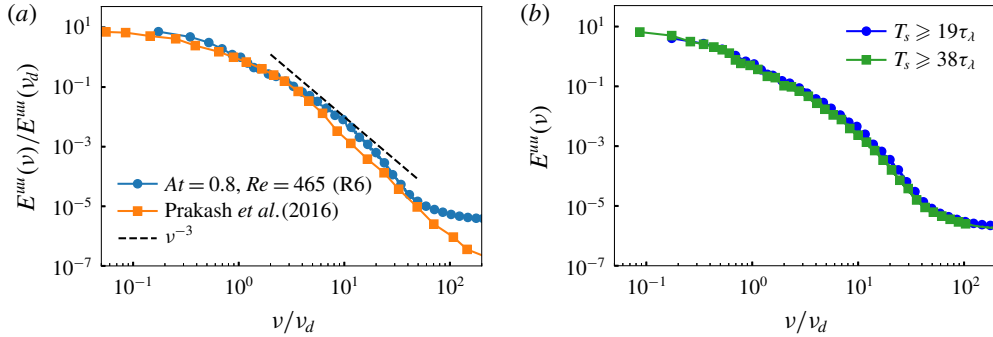 (a)
10^1
10^{-1}
10^{-3}
10^{-5}
10^{-7}
E^{uu}(ν)/E^{uu}(ν_d)
At = 0.8, Re = 465 (R6)
Prakash et al.(2016)
ν^{-3}
10^{-1} 10^0 10^1 10^2
ν/ν_d
(b)
10^1
10^{-1}
10^{-3}
10^{-5}
10^{-7}
E^{uu}(ν)
T_s ⩾ 19τ_λ
T_s ⩾ 38τ_λ
10^{-1} 10^0 10^1 10^2
ν/ν_d